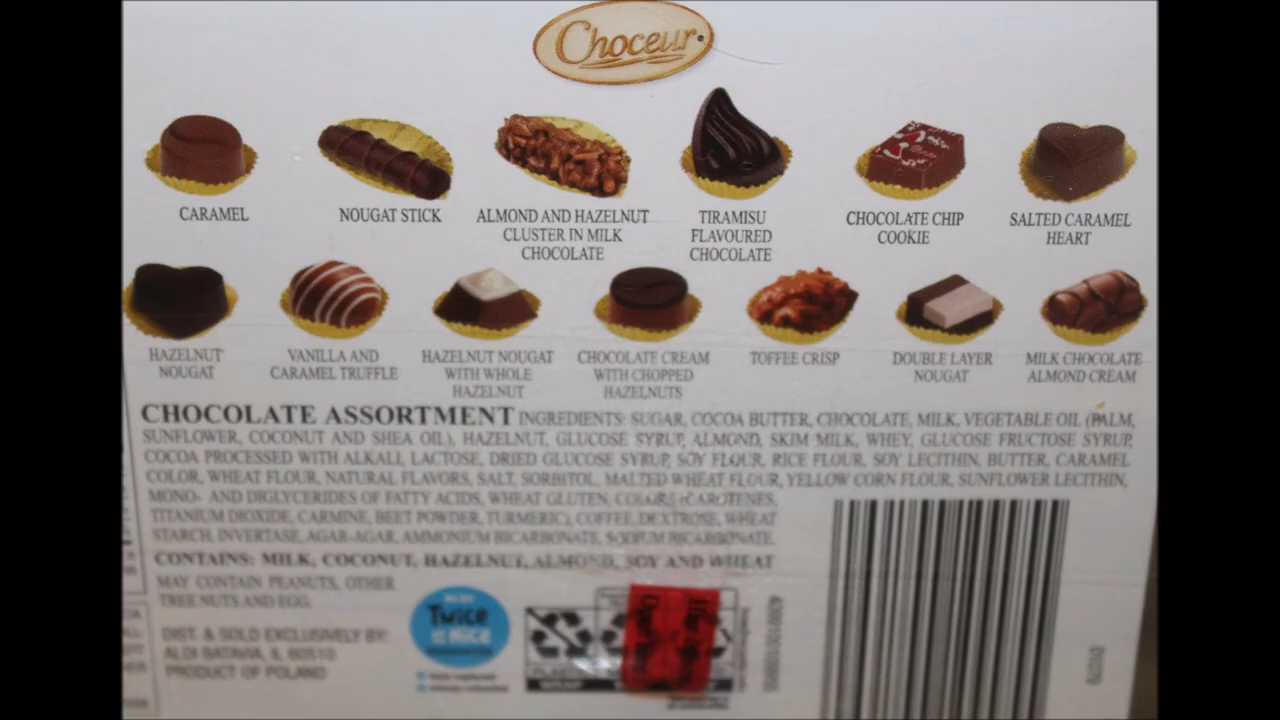 Choceur
CARAMEL
NOUGAT STICK
ALMOND AND HAZELNUT
CLUSTER IN MILK
CHOCOLATE
TIRAMISU
FLAVOURED
CHOCOLATE
CHOCOLATE CHIP
COOKIE
SALTED CARAMEL
HEART
HAZELNUT
NOUGAT
VANILLA AND
CARAMEL TRUFFLE
HAZELNUT NOUGAT
WITH WHOLE
HAZELNUT
CHOCOLATE CREAM
WITH CHOPPED
HAZELNUTS
TOFFEE CRISP
DOUBLE LAYER
NOUGAT
MILK CHOCOLATE
ALMOND CREAM
CHOCOLATE ASSORTMENT INGREDIENTS: SUGAR, COCOA BUTTER, CHOCOLATE, MILK, VEGETABLE OIL (PALM,
SUNFLOWER, COCONUT AND SHEA OIL), HAZELNUT, GLUCOSE SYRUP, ALMOND, SKIM MILK, WHEY, GLUCOSE FRUCTOSE SYRUP,
COCOA PROCESSED WITH ALKALI, LACTOSE, DRIED GLUCOSE SYRUP, SOY FLOUR, RICE FLOUR, SOY LECITHIN, BUTTER, CARAMEL
COLOR, WHEAT FLOUR, NATURAL FLAVORS, SALT, SORBITOL, MALTED WHEAT FLOUR, YELLOW CORN FLOUR, SUNFLOWER LECITHIN,
MONO- AND DIGLYCERIDES OF FATTY ACIDS, WHEAT GLUTEN, COLORS (CAROTENES,
TITANIUM DIOXIDE, CARMINE, BEET POWDER, TURMERIC), COFFEE, DEXTROSE, WHEAT
STARCH, INVERTASE, AGAR-AGAR, AMMONIUM BICARBONATE, SODIUM BICARBONATE.
CONTAINS: MILK, COCONUT, HAZELNUT, ALMOND, SOY AND WHEAT
MAY CONTAIN PEANUTS, OTHER
TREE NUTS AND EGG.
DIST. & SOLD EXCLUSIVELY BY:
ALDI BATAVIA, IL 60510
PRODUCT OF POLAND
Twice
as Nice